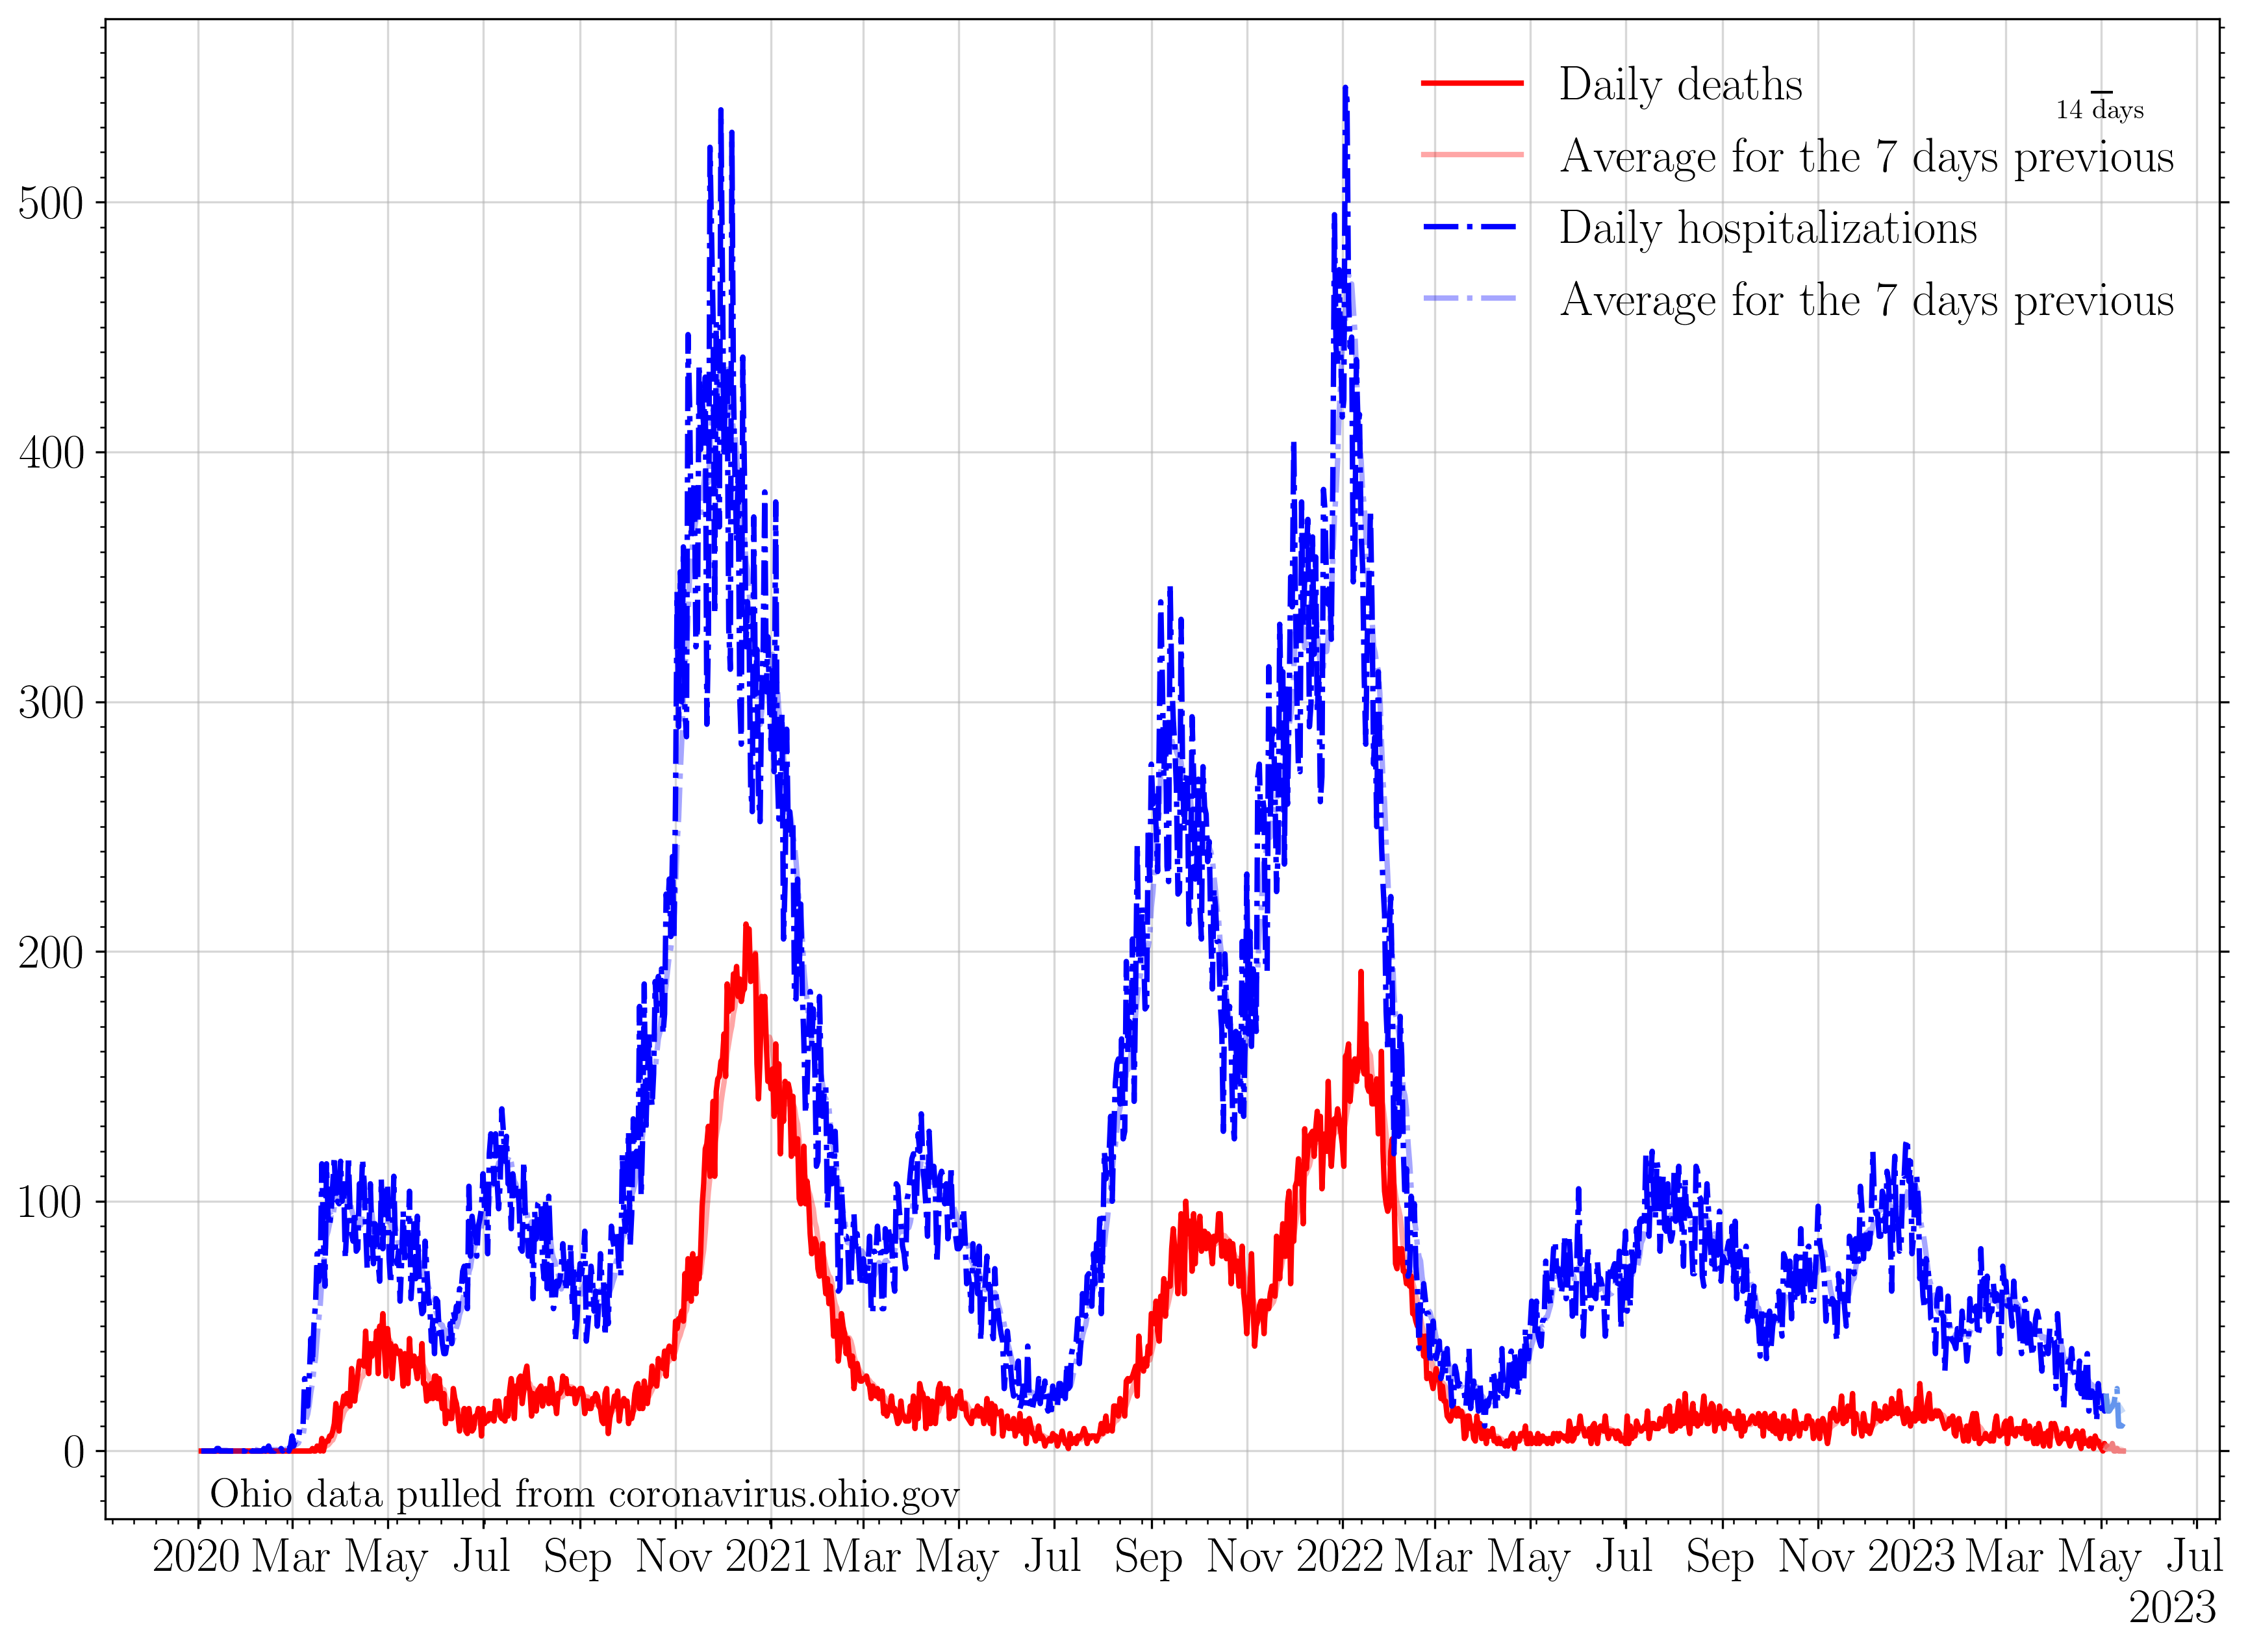 Daily deaths
14 days
Average for the 7 days previous
Daily hospitalizations
Average for the 7 days previous
500
400
300
200
100
0
Ohio data pulled from coronavirus.ohio.gov
2020 Mar May Jul Sep Nov 2021 Mar May Jul Sep Nov 2022 Mar May Jul Sep Nov 2023 Mar May Jul
2023